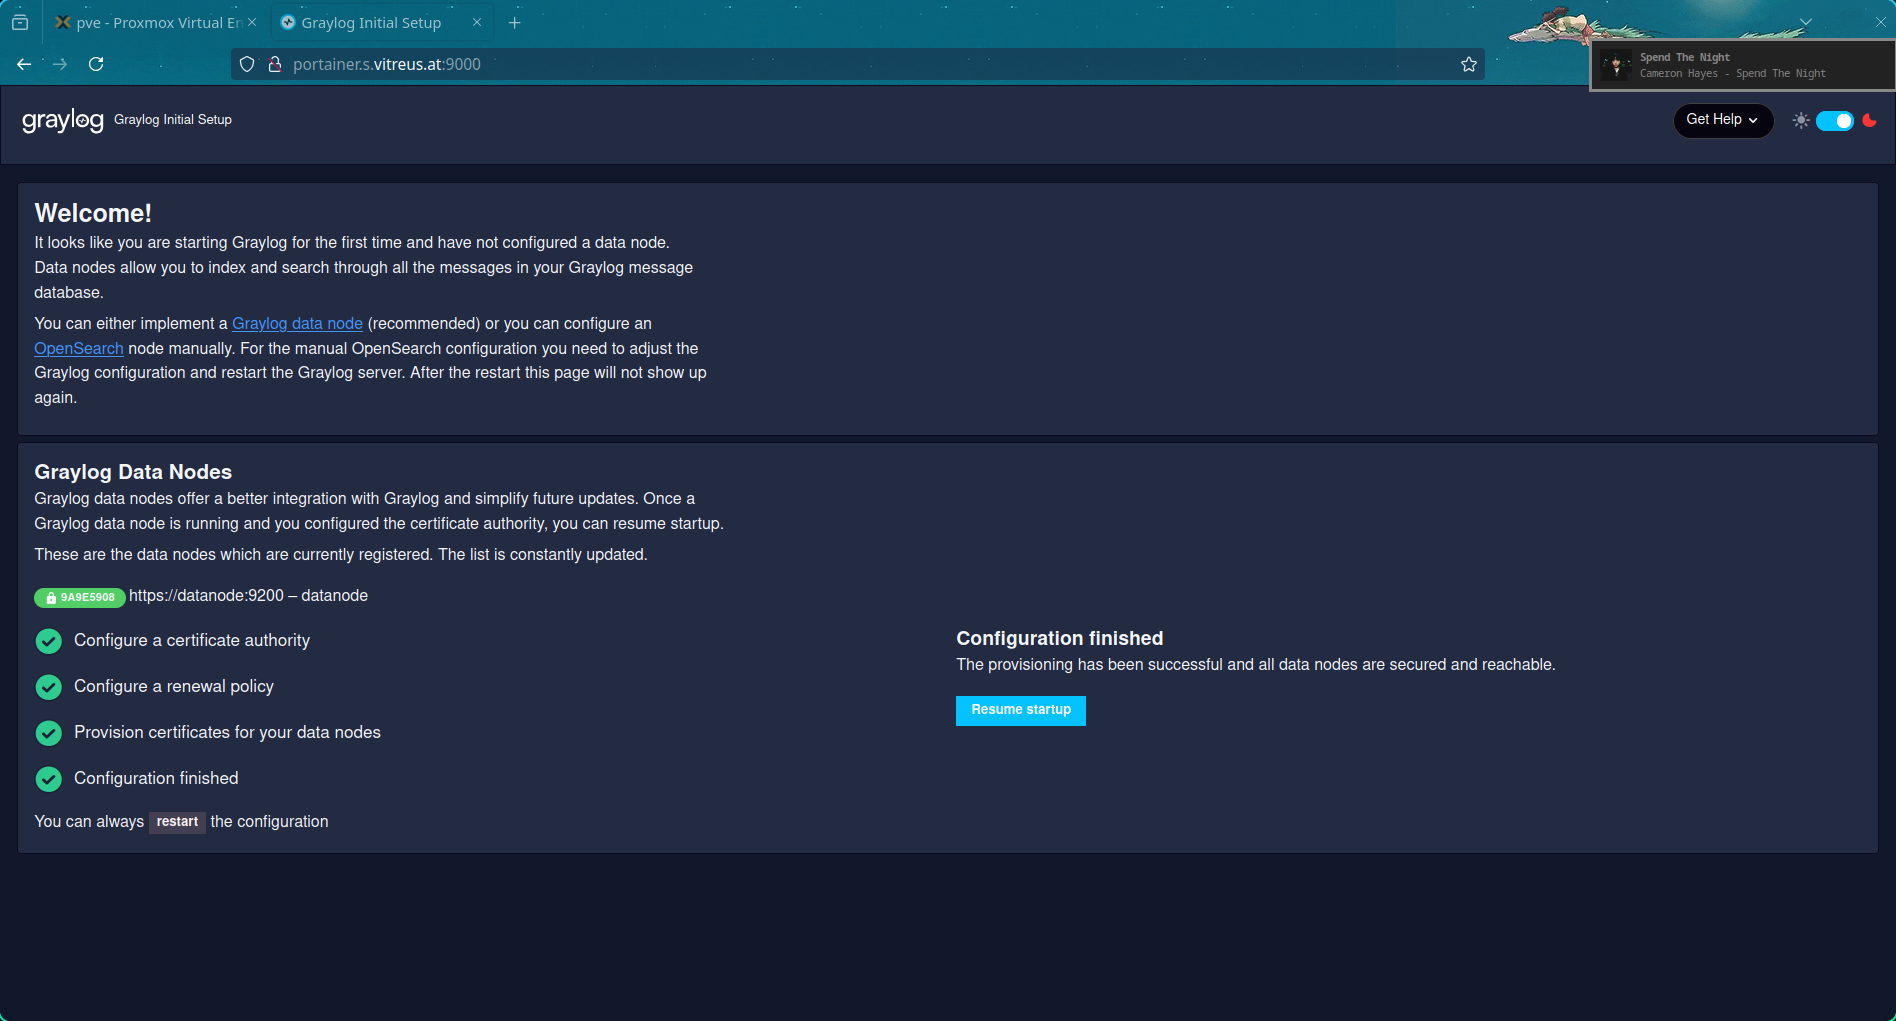 pve - Proxmox Virtual En
Graylog Initial Setup
portainer.s.vitreus.at:9000
Spend The Night
Cameron Hayes - Spend The Night
graylog
Graylog Initial Setup
Get Help
Welcome!
It looks like you are starting Graylog for the first time and have not configured a data node.
Data nodes allow you to index and search through all the messages in your Graylog message
database.
You can either implement a Graylog data node (recommended) or you can configure an
OpenSearch node manually. For the manual OpenSearch configuration you need to adjust the
Graylog configuration and restart the Graylog server. After the restart this page will not show up
again.
Graylog Data Nodes
Graylog data nodes offer a better integration with Graylog and simplify future updates. Once a
Graylog data node is running and you configured the certificate authority, you can resume startup.
These are the data nodes which are currently registered. The list is constantly updated.
9A9E5908 https://datanode:9200 – datanode
Configure a certificate authority
Configure a renewal policy
Provision certificates for your data nodes
Configuration finished
You can always restart the configuration
Configuration finished
The provisioning has been successful and all data nodes are secured and reachable.
Resume startup